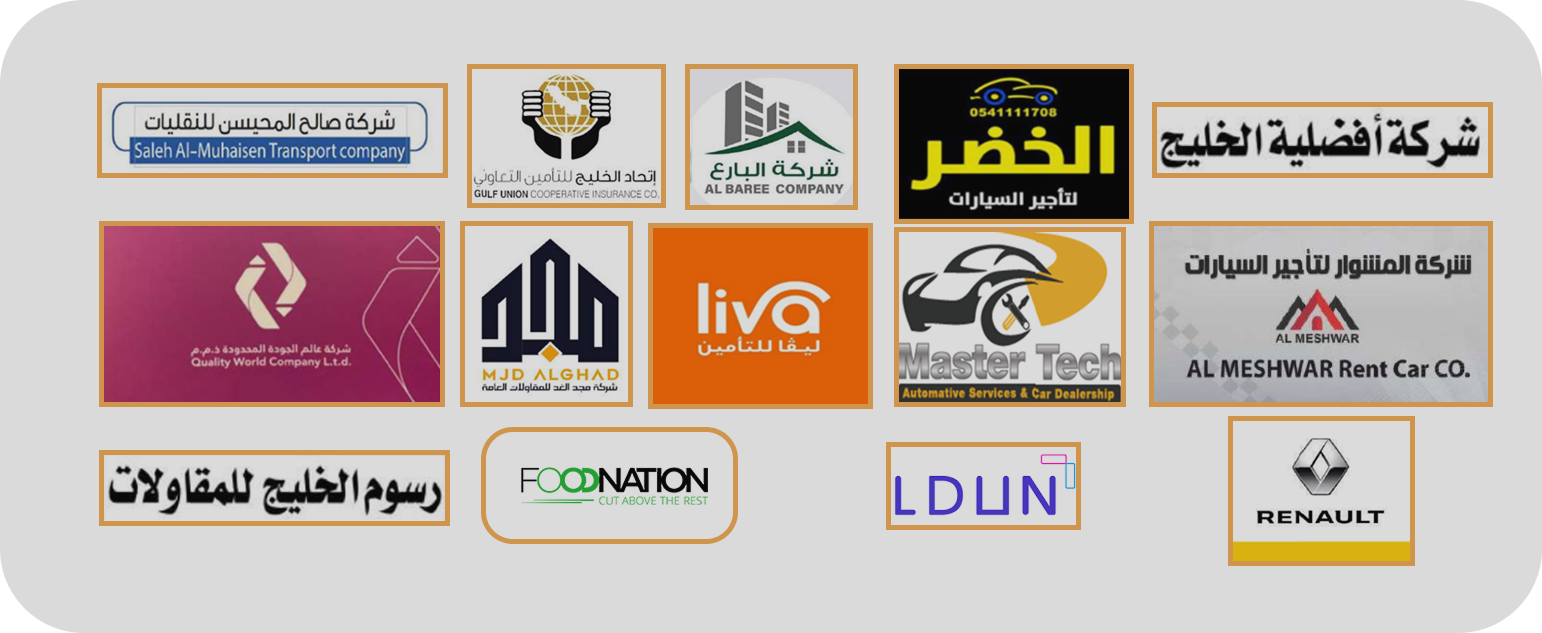 شركة صالح المحيسن للنقليات
Saleh Al-Muhaisen Transport company
إتحاد الخليج للتأمين التعاوني
GULF UNION COOPERATIVE INSURANCE CO.
شركة البارع
AL BAREE COMPANY
0541111708
الخضر
لتأجير السيارات
شركة أفضلية الخليج
شركة عالم الجودة المحدودة ذ.م.م
Quality World Company L.t.d.
مجد
MJD ALGHAD
شركة مجد الغد للمقاولات العامة
liva
ليڤا للتأمين
Master Tech
Automotive Services & Car Dealership
شركة المشوار لتأجير السيارات
AL MESHWAR
AL MESHWAR Rent Car CO.
رسوم الخليج للمقاولات
FOODNATION
CUT ABOVE THE REST
LDUN
RENAULT